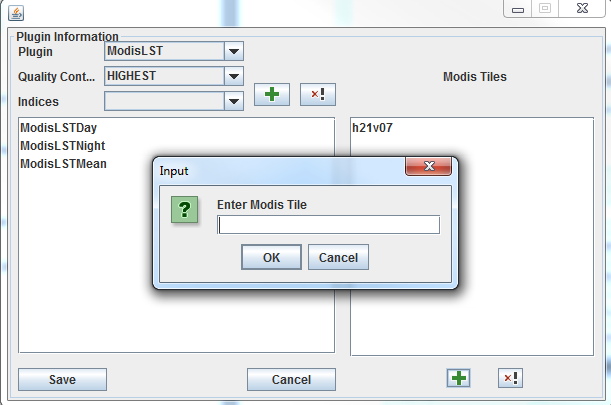 Plugin Information
Plugin ModisLST
Quality Cont... HIGHEST
Indices
Modis Tiles
ModisLSTDay
ModisLSTNight
ModisLSTMean
h21v07
Input
Enter Modis Tile
OK Cancel
Save Cancel